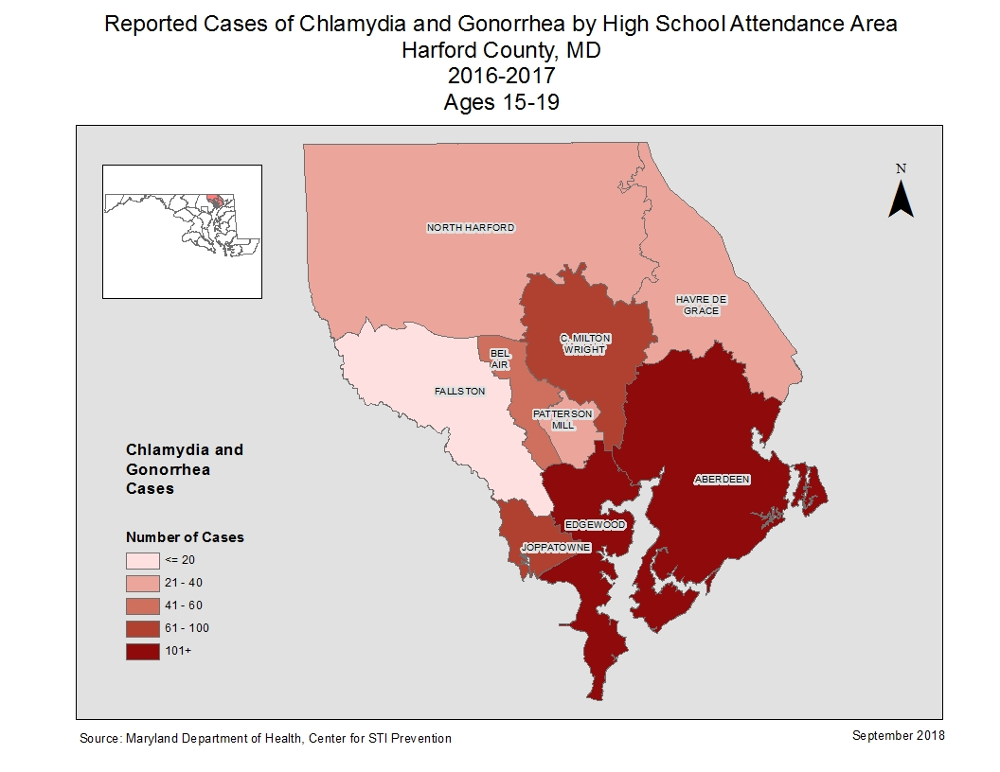 Reported Cases of Chlamydia and Gonorrhea by High School Attendance Area
Harford County, MD
2016-2017
Ages 15-19
N
NORTH HARFORD
HAVRE DE
GRACE
C. MILTON
WRIGHT
BEL
AIR
FALLSTON
PATTERSON
MILL
ABERDEEN
EDGEWOOD
JOPPATOWNE
Chlamydia and
Gonorrhea
Cases
Number of Cases
<= 20
21 - 40
41 - 60
61 - 100
101+
Source: Maryland Department of Health, Center for STI Prevention
September 2018